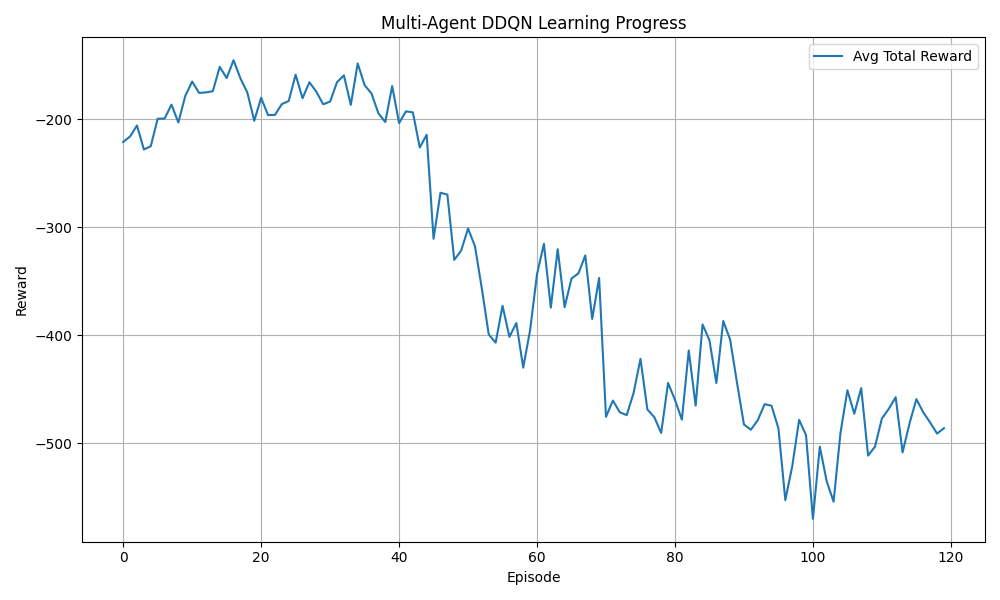 Multi-Agent DDQN Learning Progress
Avg Total Reward
−200
−300
−400
−500
Reward
0 20 40 60 80 100 120
Episode